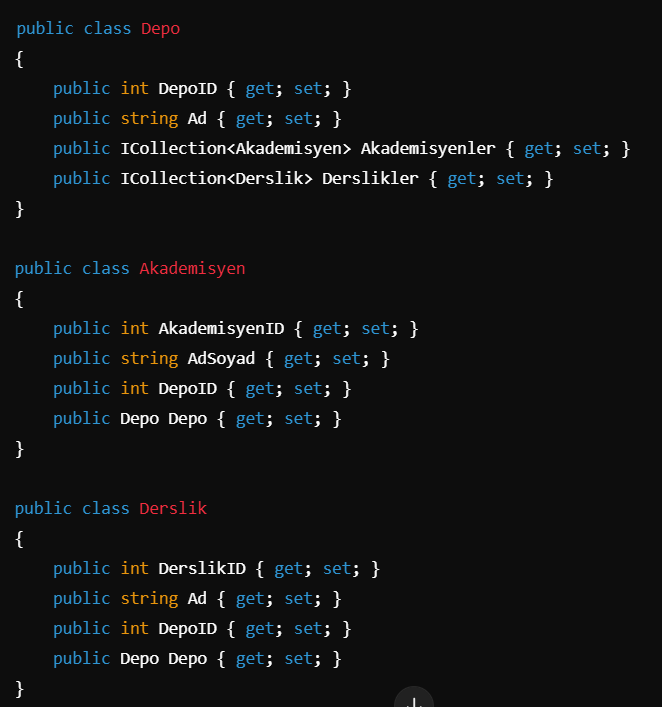 public class Depo
{
    public int DepoID { get; set; }
    public string Ad { get; set; }
    public ICollection<Akademisyen> Akademisyenler { get; set; }
    public ICollection<Derslik> Derslikler { get; set; }
}

public class Akademisyen
{
    public int AkademisyenID { get; set; }
    public string AdSoyad { get; set; }
    public int DepoID { get; set; }
    public Depo Depo { get; set; }
}

public class Derslik
{
    public int DerslikID { get; set; }
    public string Ad { get; set; }
    public int DepoID { get; set; }
    public Depo Depo { get; set; }
}